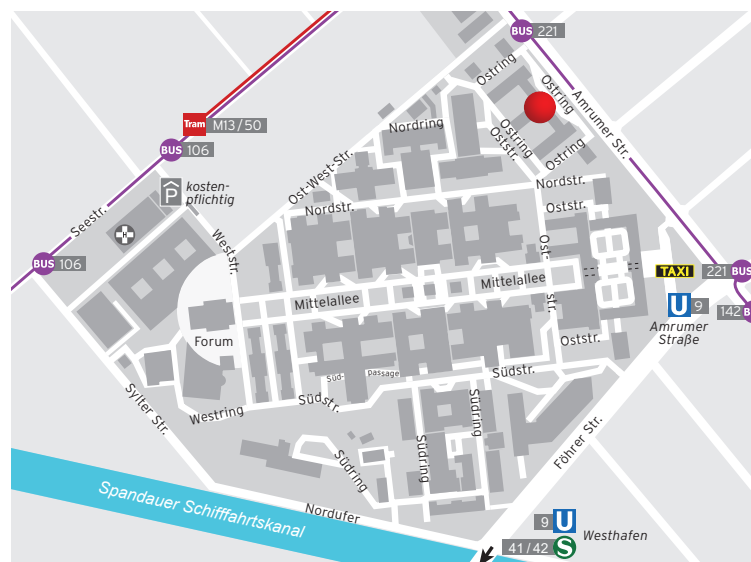 BUS 221
Ostring
Ostring
Amrumer Str.
Tram M13/50
Nordring
Ostring
Oststr.
Ostring
BUS 106
Ost-West-Str.
P kosten-
pflichtig
Nordstr.
Nordstr.
Oststr.
Seestr.
H
Weststr.
Ost-
str.
BUS 106
TAXI
221 BUS
Mittelallee
Mittelallee
U 9
142 B
Amrumer
Straße
Forum
Oststr.
Süd-
passage
Südstr.
Südstr.
Sylter Str.
Westring
Südring
Südring
Südring
Föhrer Str.
Spandauer Schifffahrtskanal
Nordufer
9 U
Westhafen
41/42 S